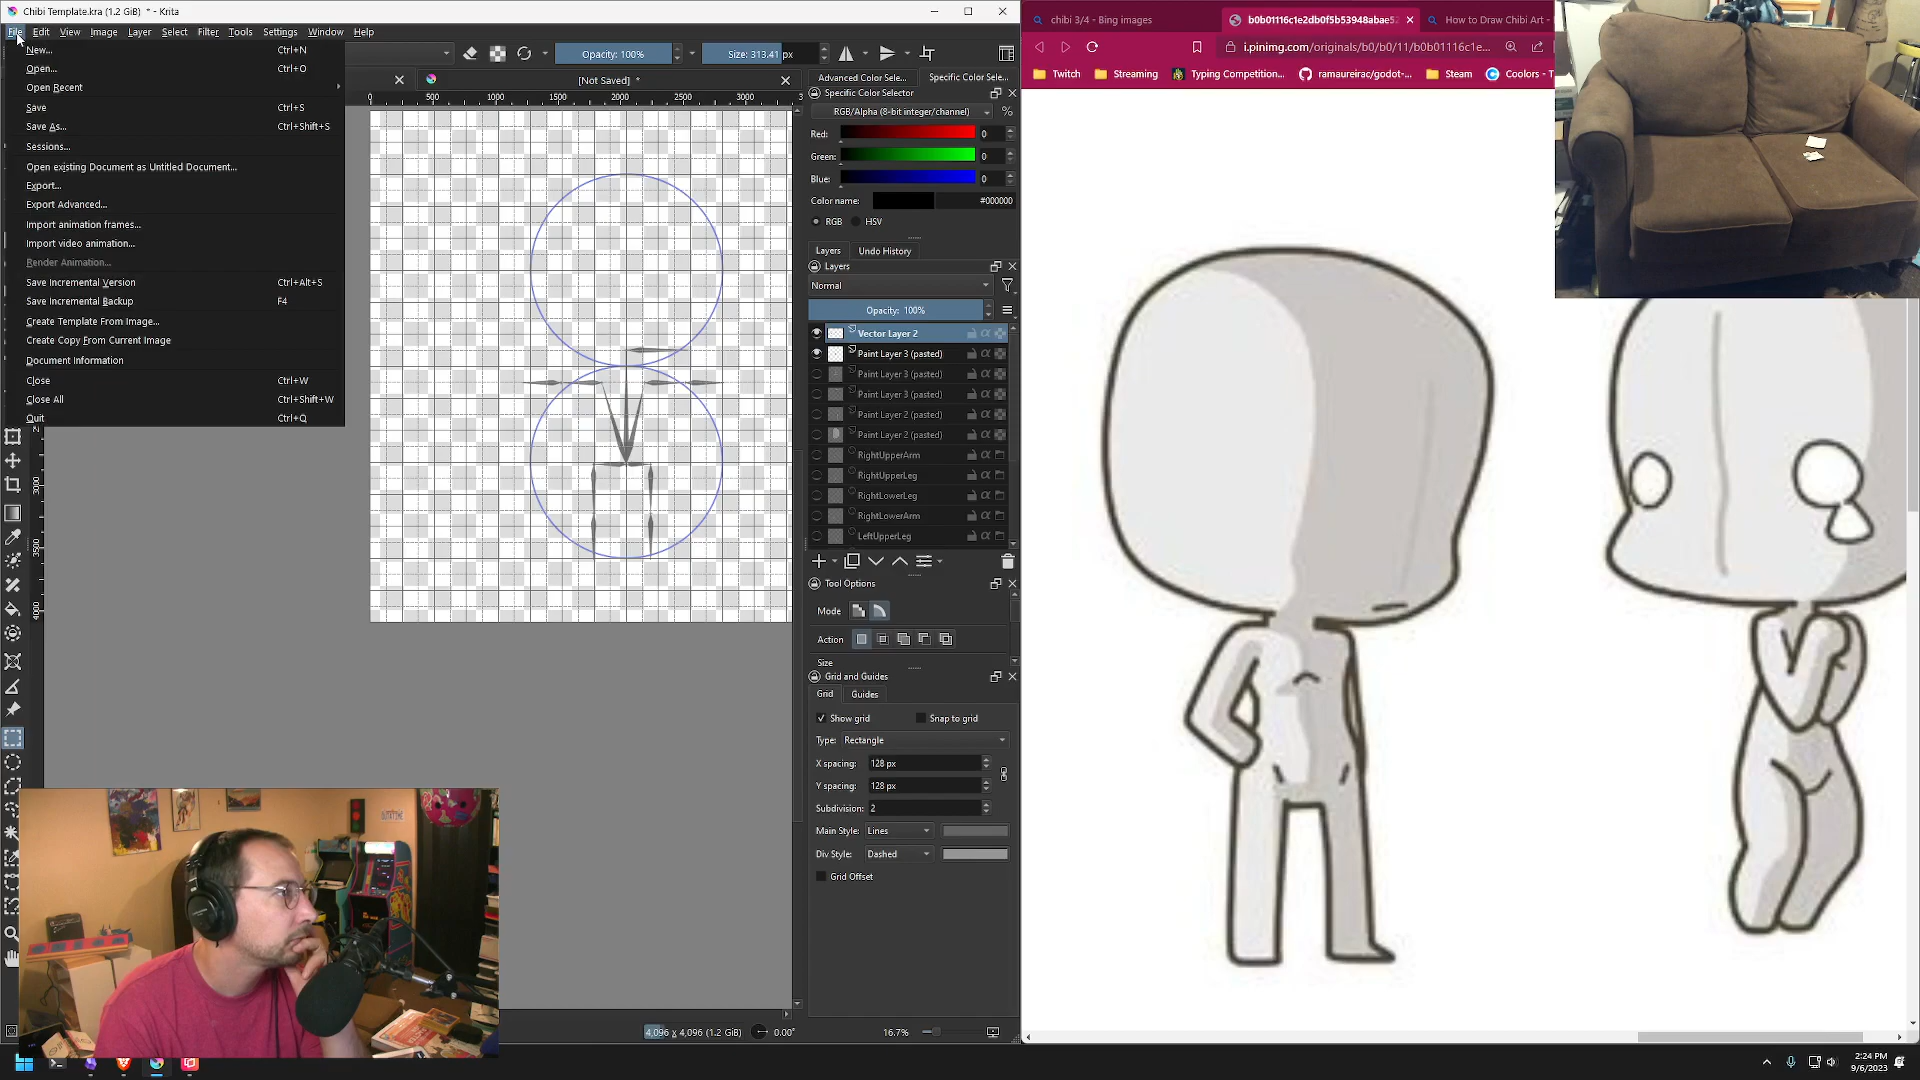 Chibi Template.kra (1.2 GiB) * - Krita
File Edit View Image Layer Select Filter Tools Settings Window Help
New... Ctrl+N
Open... Ctrl+O
Open Recent
Save Ctrl+S
Save As... Ctrl+Shift+S
Sessions...
Open existing Document as Untitled Document...
Export...
Export Advanced...
Import animation frames...
Import video animation...
Render Animation...
Save Incremental Version Ctrl+Alt+S
Save Incremental Backup F4
Create Template From Image...
Create Copy From Current Image
Document Information
Close Ctrl+W
Close All Ctrl+Shift+W
Quit Ctrl+Q
Opacity: 100% Size: 313.41 px
[Not Saved] *
0 500 1000 1500 2000 2500 3000 3
3000
3500
4000
Advanced Color Sele... Specific Color Sele...
Specific Color Selector
RGB/Alpha (8-bit integer/channel) %
Red: 0
Green: 0
Blue: 0
Color name: #000000
RGB HSV
Layers Undo History
Layers
Normal
Opacity: 100%
Vector Layer 2
Paint Layer 3 (pasted)
Paint Layer 3 (pasted)
Paint Layer 3 (pasted)
Paint Layer 2 (pasted)
Paint Layer 2 (pasted)
RightUpperArm
RightUpperLeg
RightLowerLeg
RightLowerArm
LeftUpperLeg
Tool Options
Mode
Action
Size
Grid and Guides
Grid Guides
Show grid Snap to grid
Type: Rectangle
X spacing: 128 px
Y spacing: 128 px
Subdivision: 2
Main Style: Lines
Div Style: Dashed
Grid Offset
4,096 x 4,096 (1.2 GiB) 0.00° 16.7%
chibi 3/4 - Bing images b0b01116c1e2db0f5b53948abae5 How to Draw Chibi Art -
i.pinimg.com/originals/b0/b0/11/b0b01116c1e...
Twitch Streaming Typing Competition... ramaureirac/godot-... Steam Coolors - T
2:24 PM
9/6/2023